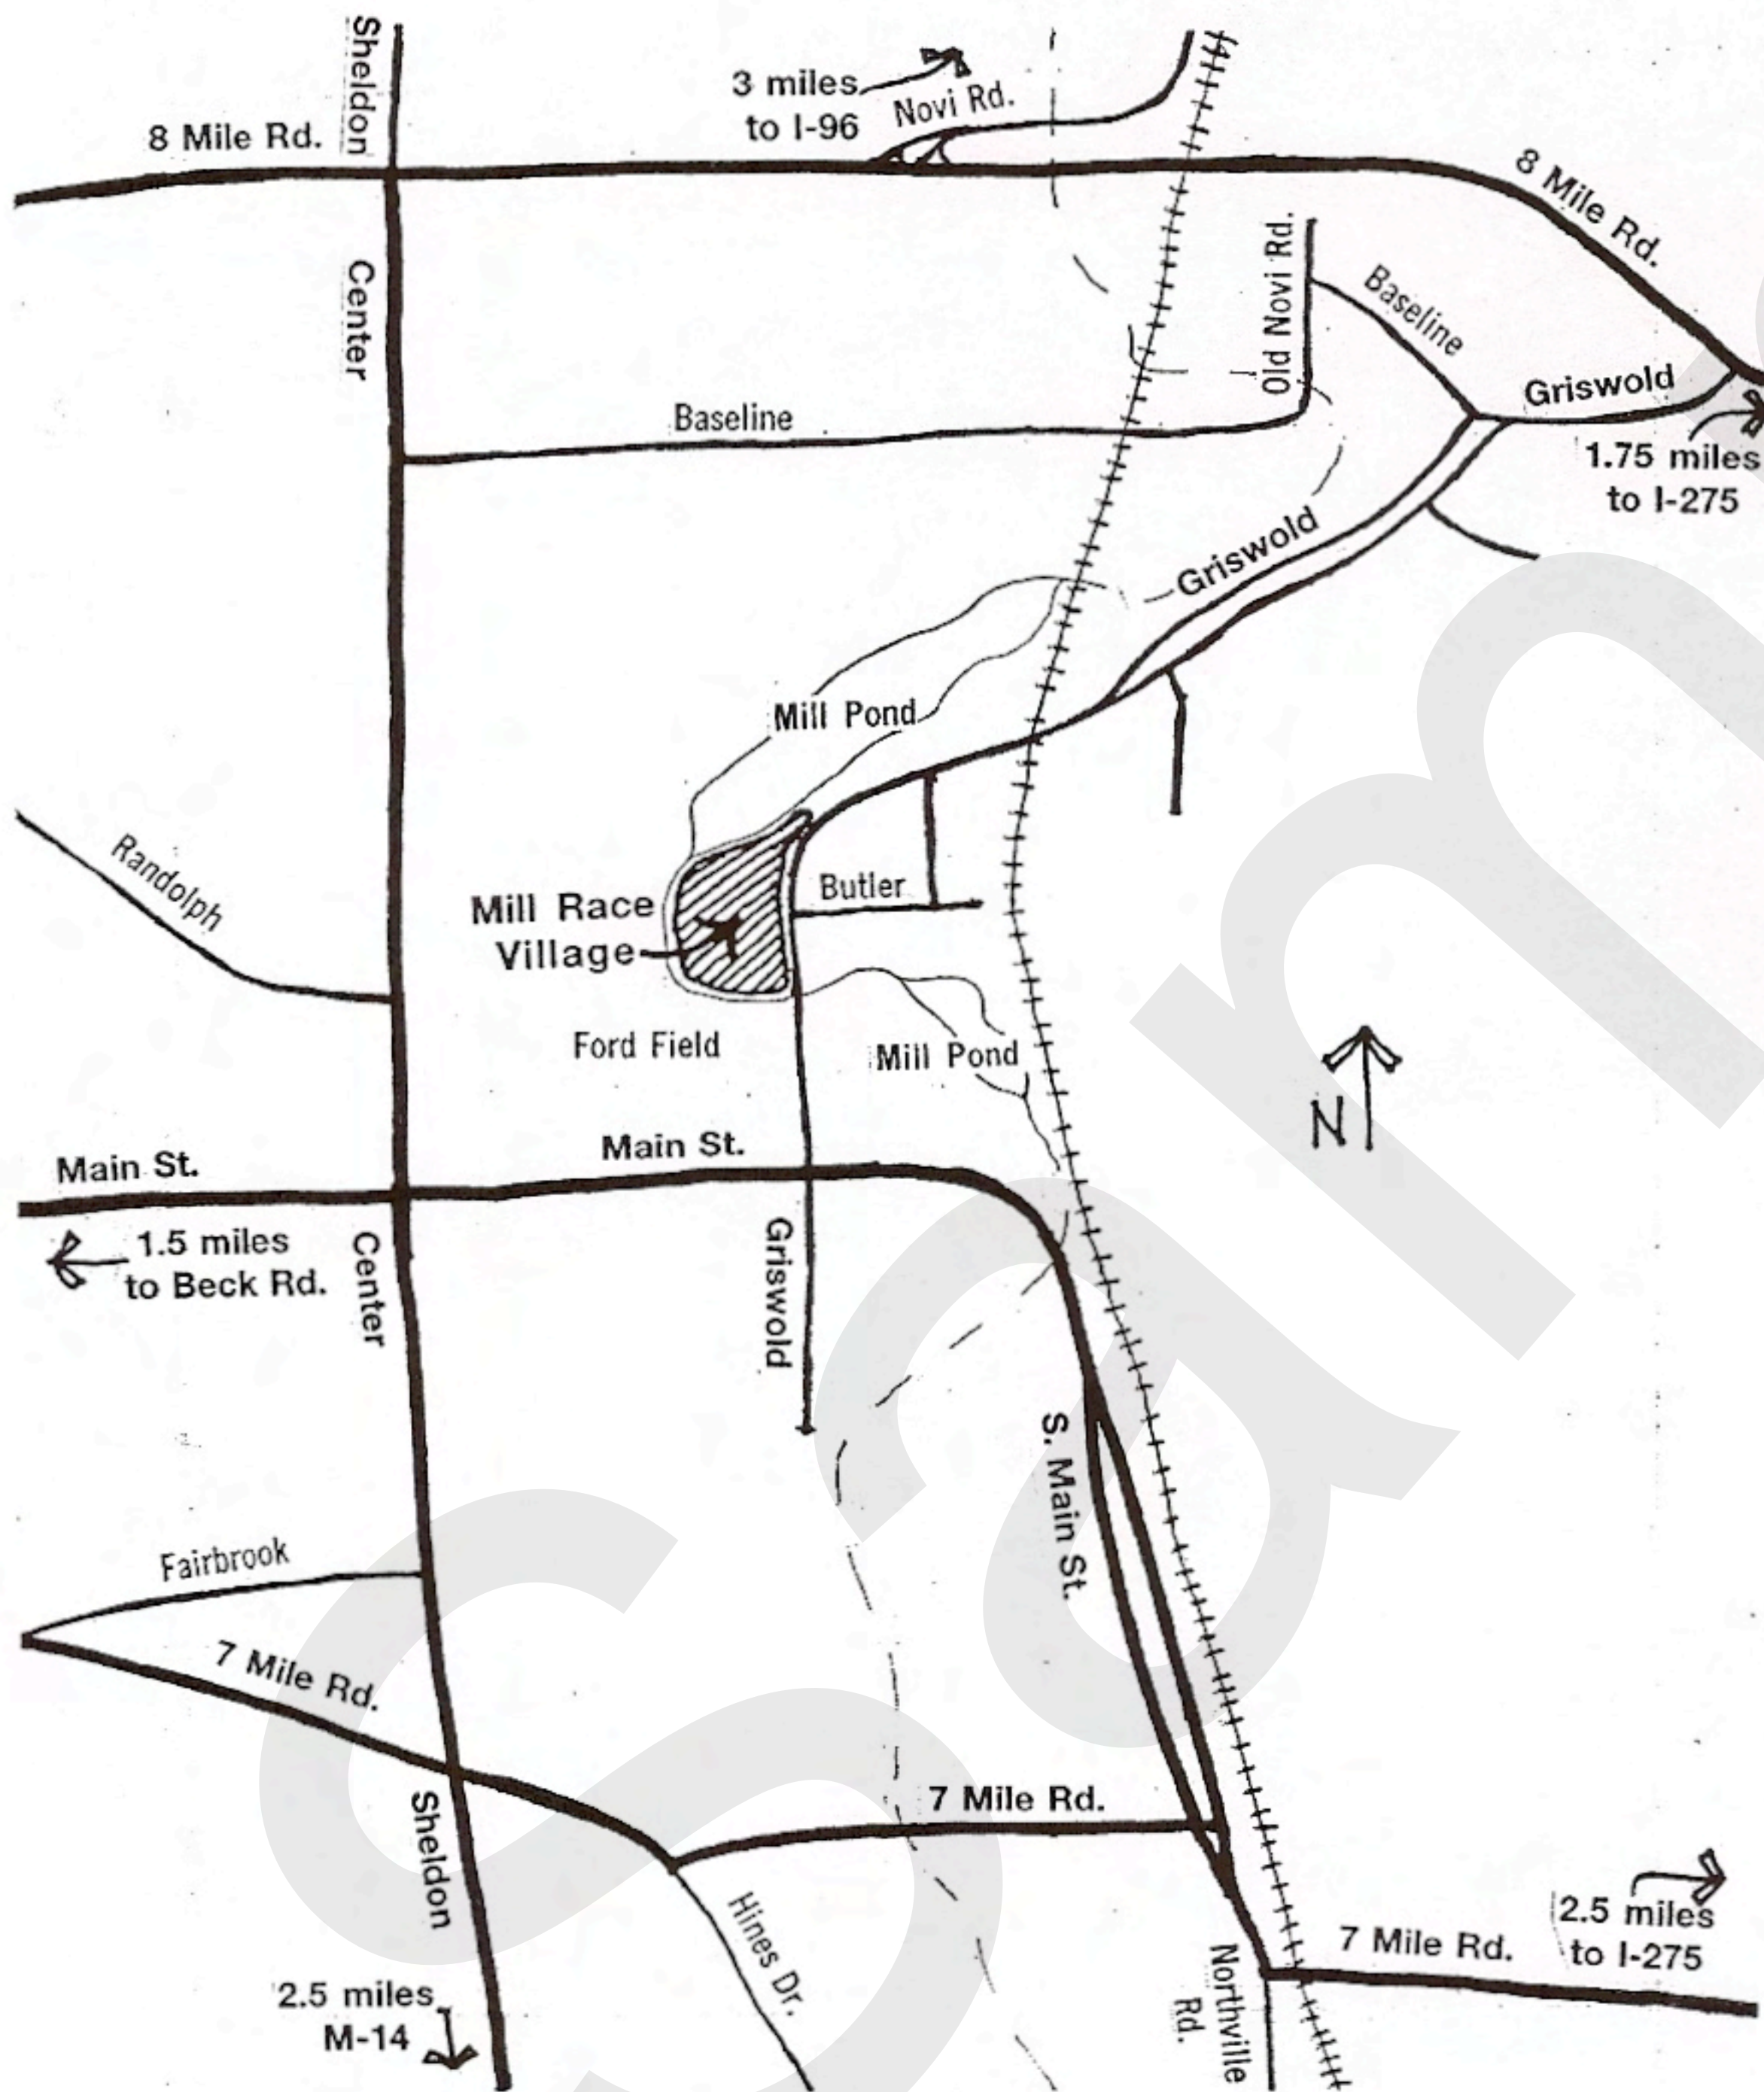 Sheldon
3 miles
to I-96
Novi Rd.
8 Mile Rd.
8 Mile Rd.
Center
Old Novi Rd.
Baseline
Griswold
Baseline
1.75 miles
to I-275
Griswold
Mill Pond
Randolph
Butler
Mill Race
Village
Ford Field
Mill Pond
N
Main St.
Main St.
1.5 miles
to Beck Rd.
Center
Griswold
S. Main St.
Fairbrook
7 Mile Rd.
7 Mile Rd.
Sheldon
Hines Dr.
2.5 miles
to I-275
7 Mile Rd.
Northville
Rd.
2.5 miles
M-14
Sam